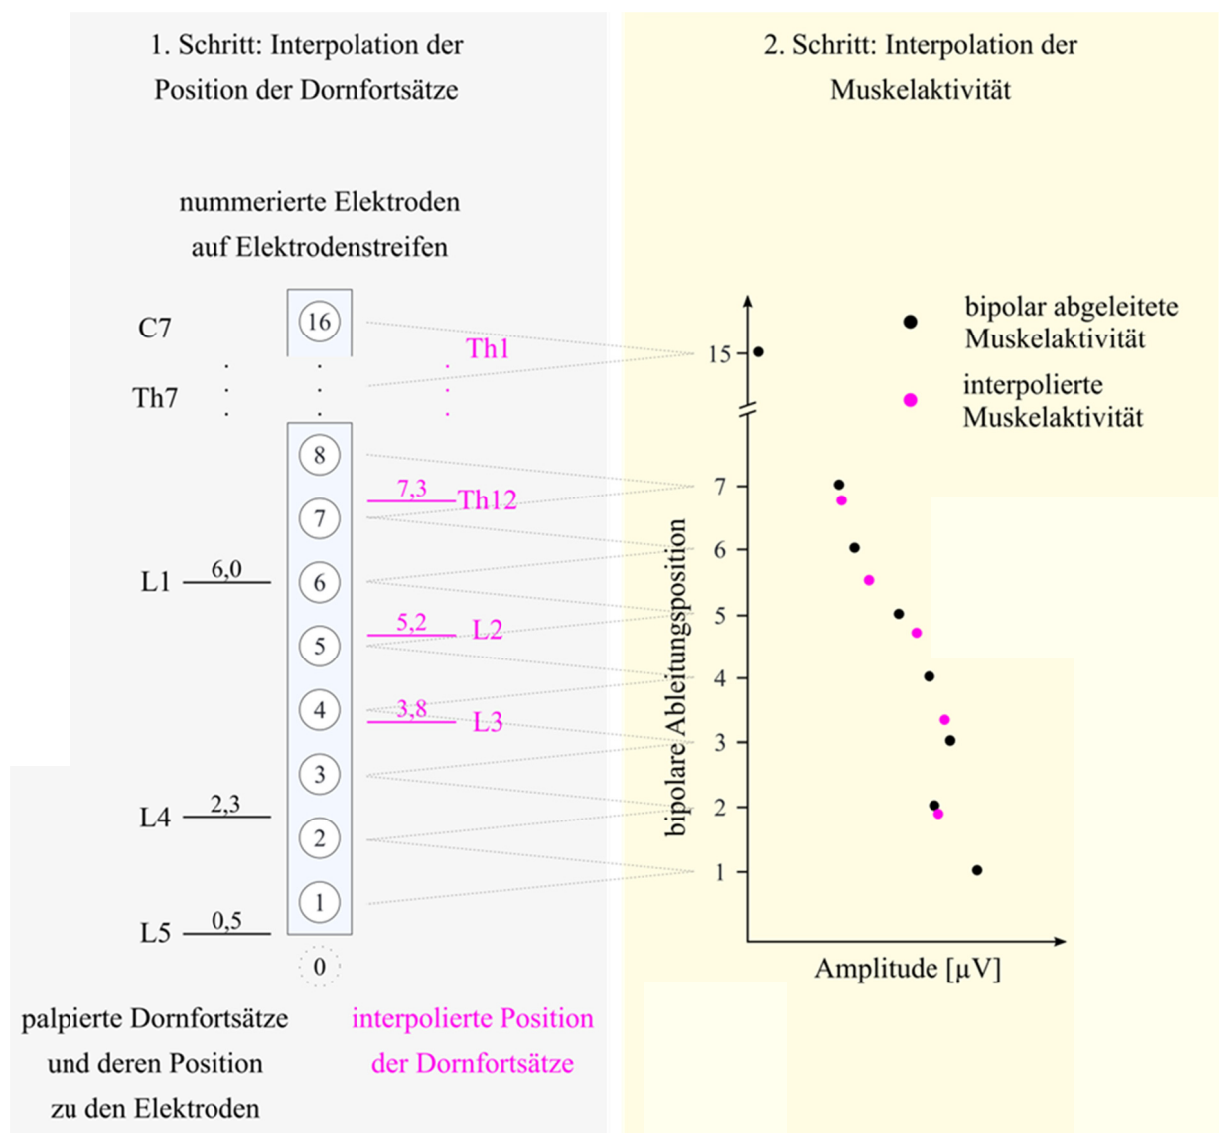 1. Schritt: Interpolation der
Position der Dornfortsätze
nummerierte Elektroden
auf Elektrodenstreifen
C7
16
Th1
Th7
8
7,3
Th12
7
L1
6,0
6
5,2
L2
5
4
3,8
L3
3
L4
2,3
2
1
L5
0,5
0
palpierte Dornfortsätze
und deren Position
zu den Elektroden
interpolierte Position
der Dornfortsätze
2. Schritt: Interpolation der
Muskelaktivität
bipolar abgeleitete
Muskelaktivität
interpolierte
Muskelaktivität
bipolare Ableitungsposition
15
7
6
5
4
3
2
1
Amplitude [µV]